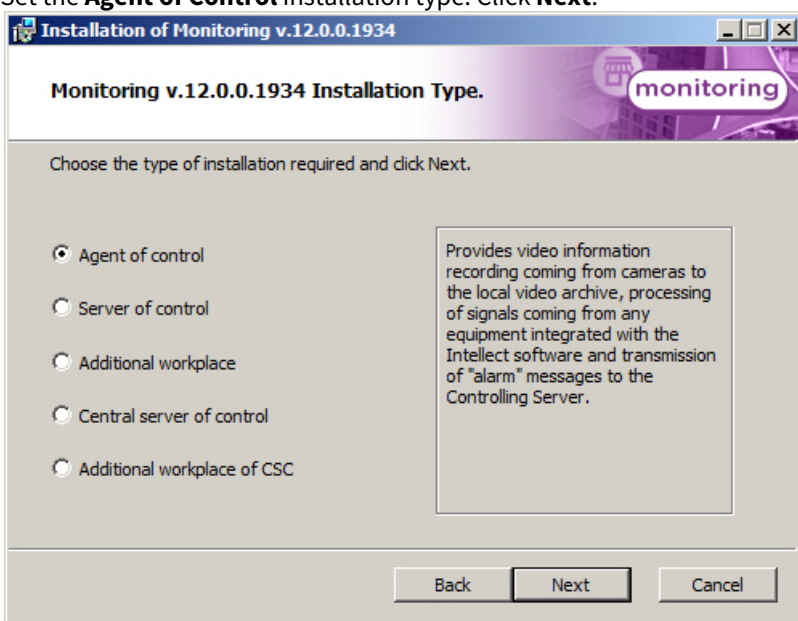 Set the Agent of Control installation type. Click Next.
Installation of Monitoring v.12.0.0.1934
Monitoring v.12.0.0.1934 Installation Type.
monitoring
Choose the type of installation required and click Next.
Agent of control
Server of control
Additional workplace
Central server of control
Additional workplace of CSC
Provides video information
recording coming from cameras to
the local video archive, processing
of signals coming from any
equipment integrated with the
Intellect software and transmission
of "alarm" messages to the
Controlling Server.
Back
Next
Cancel